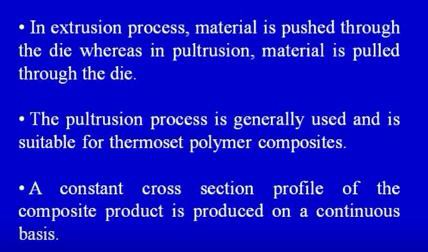 • In extrusion process, material is pushed through
the die whereas in pultrusion, material is pulled
through the die.
• The pultrusion process is generally used and is
suitable for thermoset polymer composites.
• A constant cross section profile of the
composite product is produced on a continuous
basis.